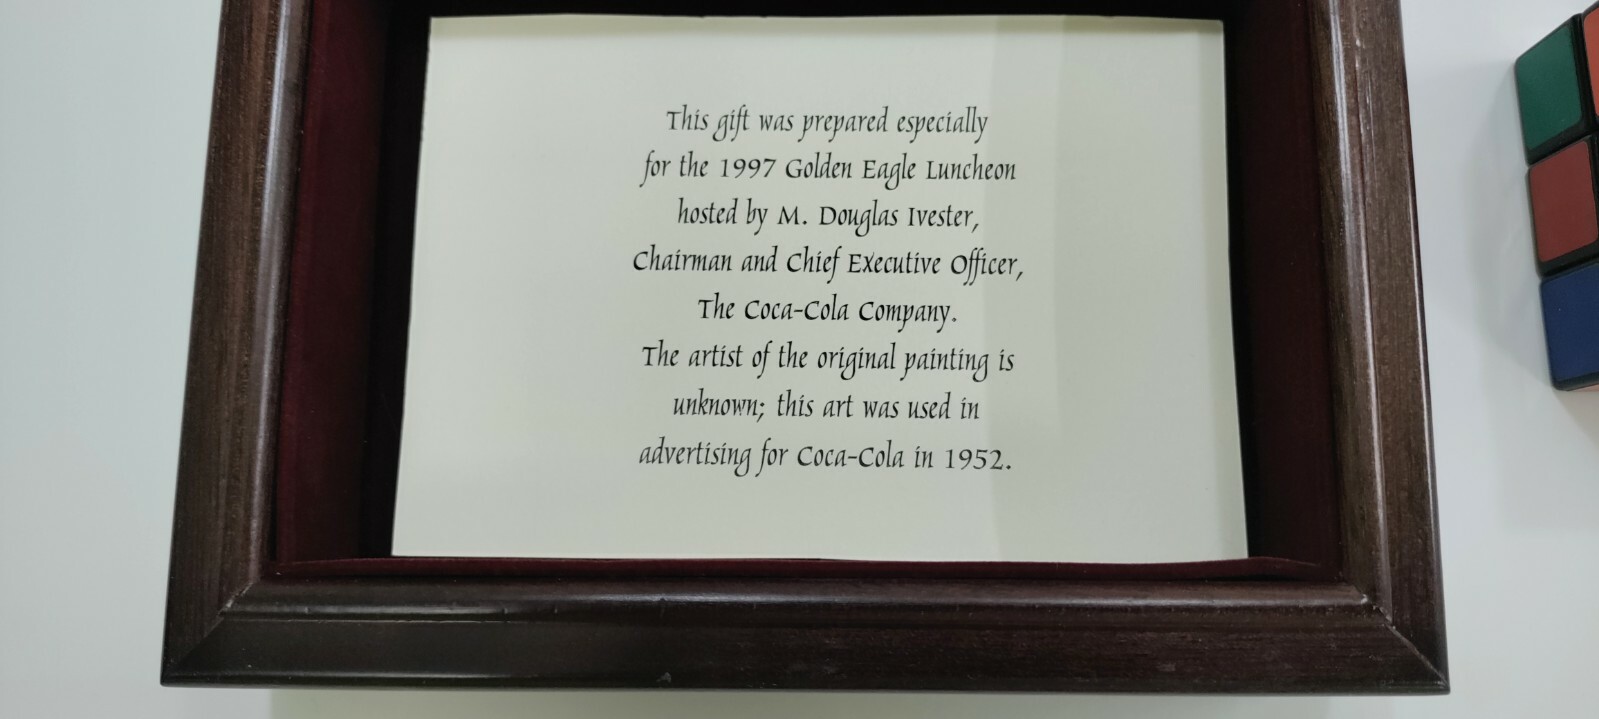 This gift was prepared especially
for the 1997 Golden Eagle Luncheon
hosted by M. Douglas Ivester,
Chairman and Chief Executive Officer,
The Coca-Cola Company.
The artist of the original painting is
unknown; this art was used in
advertising for Coca-Cola in 1952.